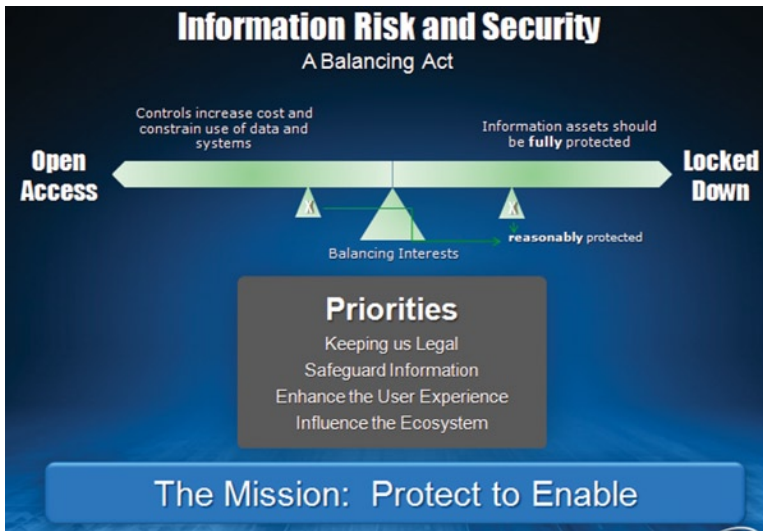 Information Risk and Security
A Balancing Act
Controls increase cost and
constrain use of data and
systems
Information assets should
be fully protected
Open
Access
Locked
Down
X
X
reasonably protected
Balancing Interests
Priorities
Keeping us Legal
Safeguard Information
Enhance the User Experience
Influence the Ecosystem
The Mission: Protect to Enable